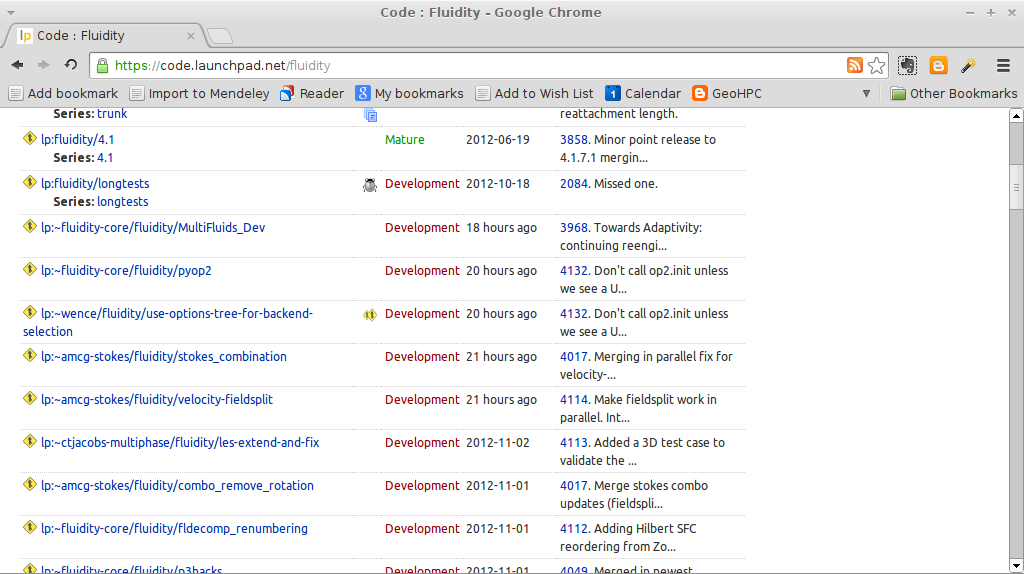 Code : Fluidity - Google Chrome
lp Code : Fluidity
https://code.launchpad.net/fluidity
Add bookmark Import to Mendeley Reader 8 My bookmarks Add to Wish List 1 Calendar GeoHPC Other Bookmarks
Series: trunk reattachment length.
lp:fluidity/4.1 Mature 2012-06-19 3858. Minor point release to
Series: 4.1 4.1.7.1 mergin...
lp:fluidity/longtests Development 2012-10-18 2084. Missed one.
Series: longtests
lp:~fluidity-core/fluidity/MultiFluids_Dev Development 18 hours ago 3968. Towards Adaptivity:
continuing reengi...
lp:~fluidity-core/fluidity/pyop2 Development 20 hours ago 4132. Don't call op2.init unless
we see a U...
lp:~wence/fluidity/use-options-tree-for-backend- Development 20 hours ago 4132. Don't call op2.init unless
selection we see a U...
lp:~amcg-stokes/fluidity/stokes_combination Development 21 hours ago 4017. Merging in parallel fix for
velocity-...
lp:~amcg-stokes/fluidity/velocity-fieldsplit Development 21 hours ago 4114. Make fieldsplit work in
parallel. Int...
lp:~ctjacobs-multiphase/fluidity/les-extend-and-fix Development 2012-11-02 4113. Added a 3D test case to
validate the ...
lp:~amcg-stokes/fluidity/combo_remove_rotation Development 2012-11-01 4017. Merge stokes combo
updates (fieldspli...
lp:~fluidity-core/fluidity/fldecomp_renumbering Development 2012-11-01 4112. Adding Hilbert SFC
reordering from Zo...
lp:~fluidity-core/fluidity/p3hacks Development 2012-11-01 4049. Merged in newest